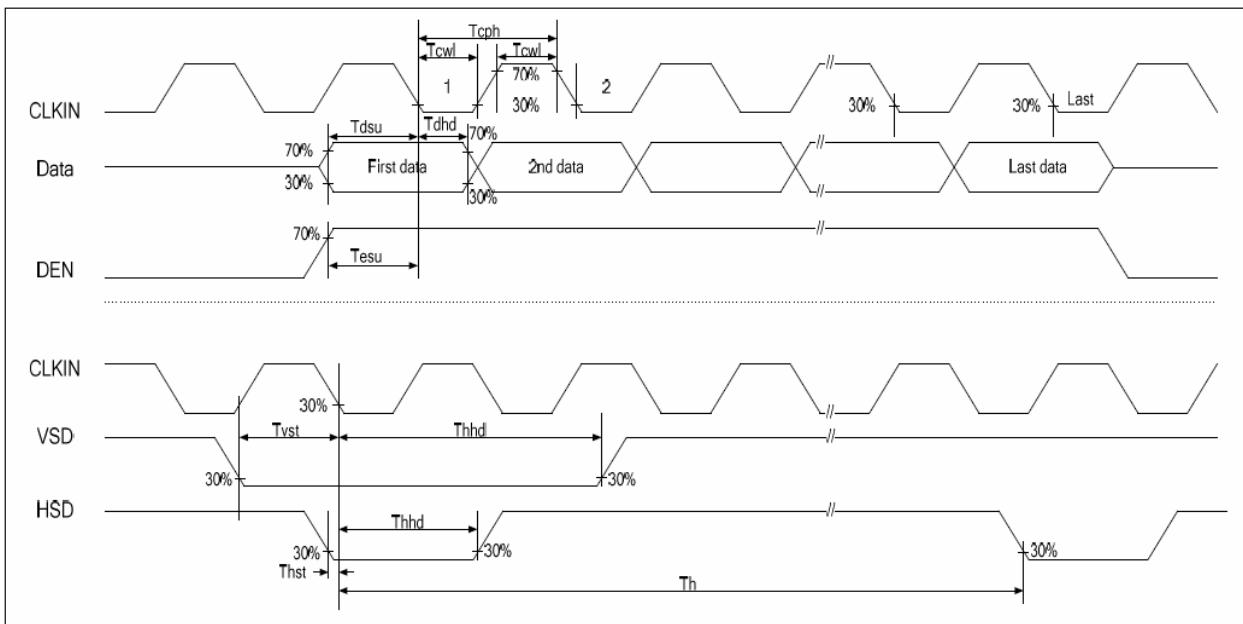 Tcph
Tcwl Tcwl
1 70% 2
CLKIN 30% 30% 30% Last
//
Tdsu Tdhd
70% 70%
Data First data 2nd data // Last data
30% 30%
//
70%
DEN Tesu //
CLKIN
30%
//
VSD Tvst Thhd //
30% 30%
HSD //
Thhd
30% 30% 30%
Thst
Th